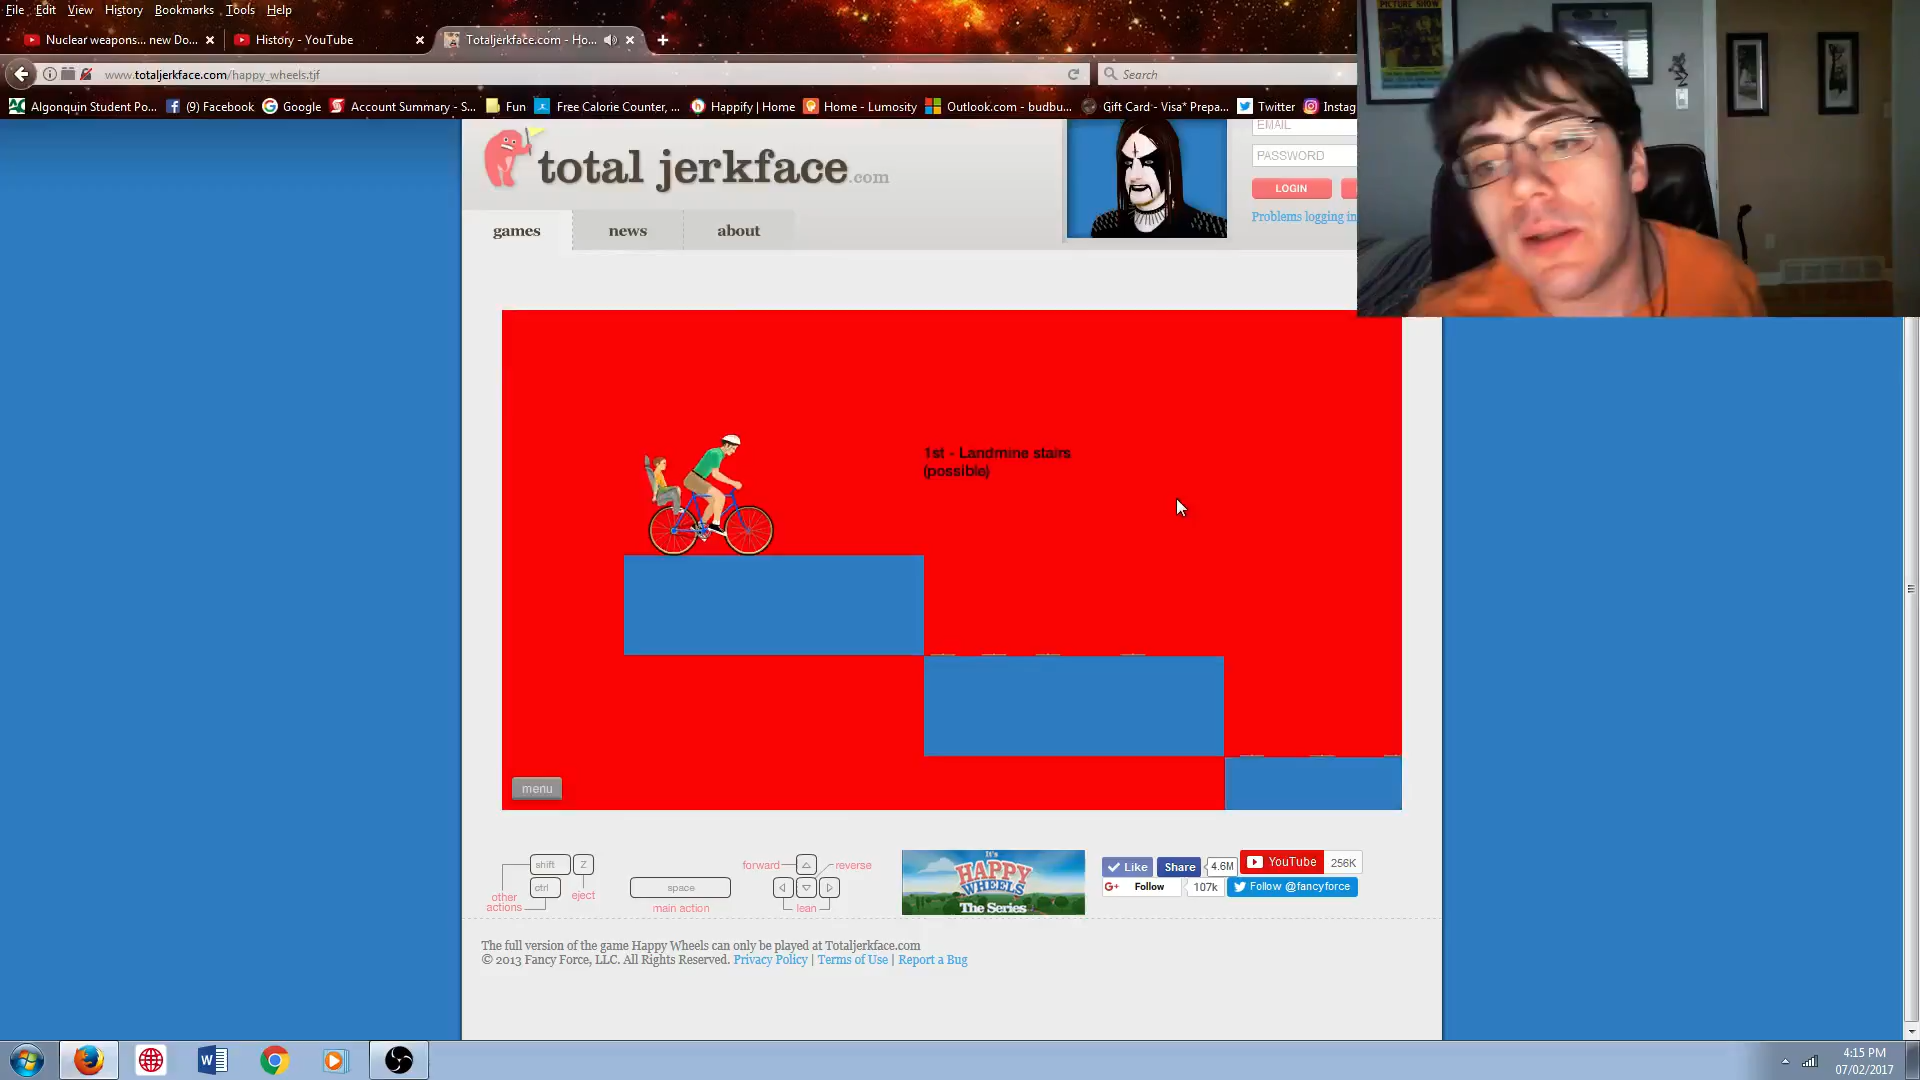 File Edit View History Bookmarks Tools Help
Nuclear weapons... new Do... History - YouTube Totaljerkface.com - Ho...
www.totaljerkface.com/happy_wheels.tjf Search
Algonquin Student Po... (9) Facebook Google Account Summary - S... Fun Free Calorie Counter, ... Happify | Home Home - Lumosity Outlook.com - budbu... Gift Card - Visa* Prepa... Twitter Instag
EMAIL
total jerkface.com
PASSWORD
LOGIN
Problems logging in
games news about
1st - Landmine stairs
(possible)
menu
shift Z
ctrl
eject
other
actions
space
main action
forward reverse
lean
IT'S
HAPPY
WHEELS
The Series
Like Share 4.6M YouTube 256K
G+ Follow 107k Follow @fancyforce
The full version of the game Happy Wheels can only be played at Totaljerkface.com
© 2013 Fancy Force, LLC. All Rights Reserved. Privacy Policy | Terms of Use | Report a Bug
4:15 PM
07/02/2017